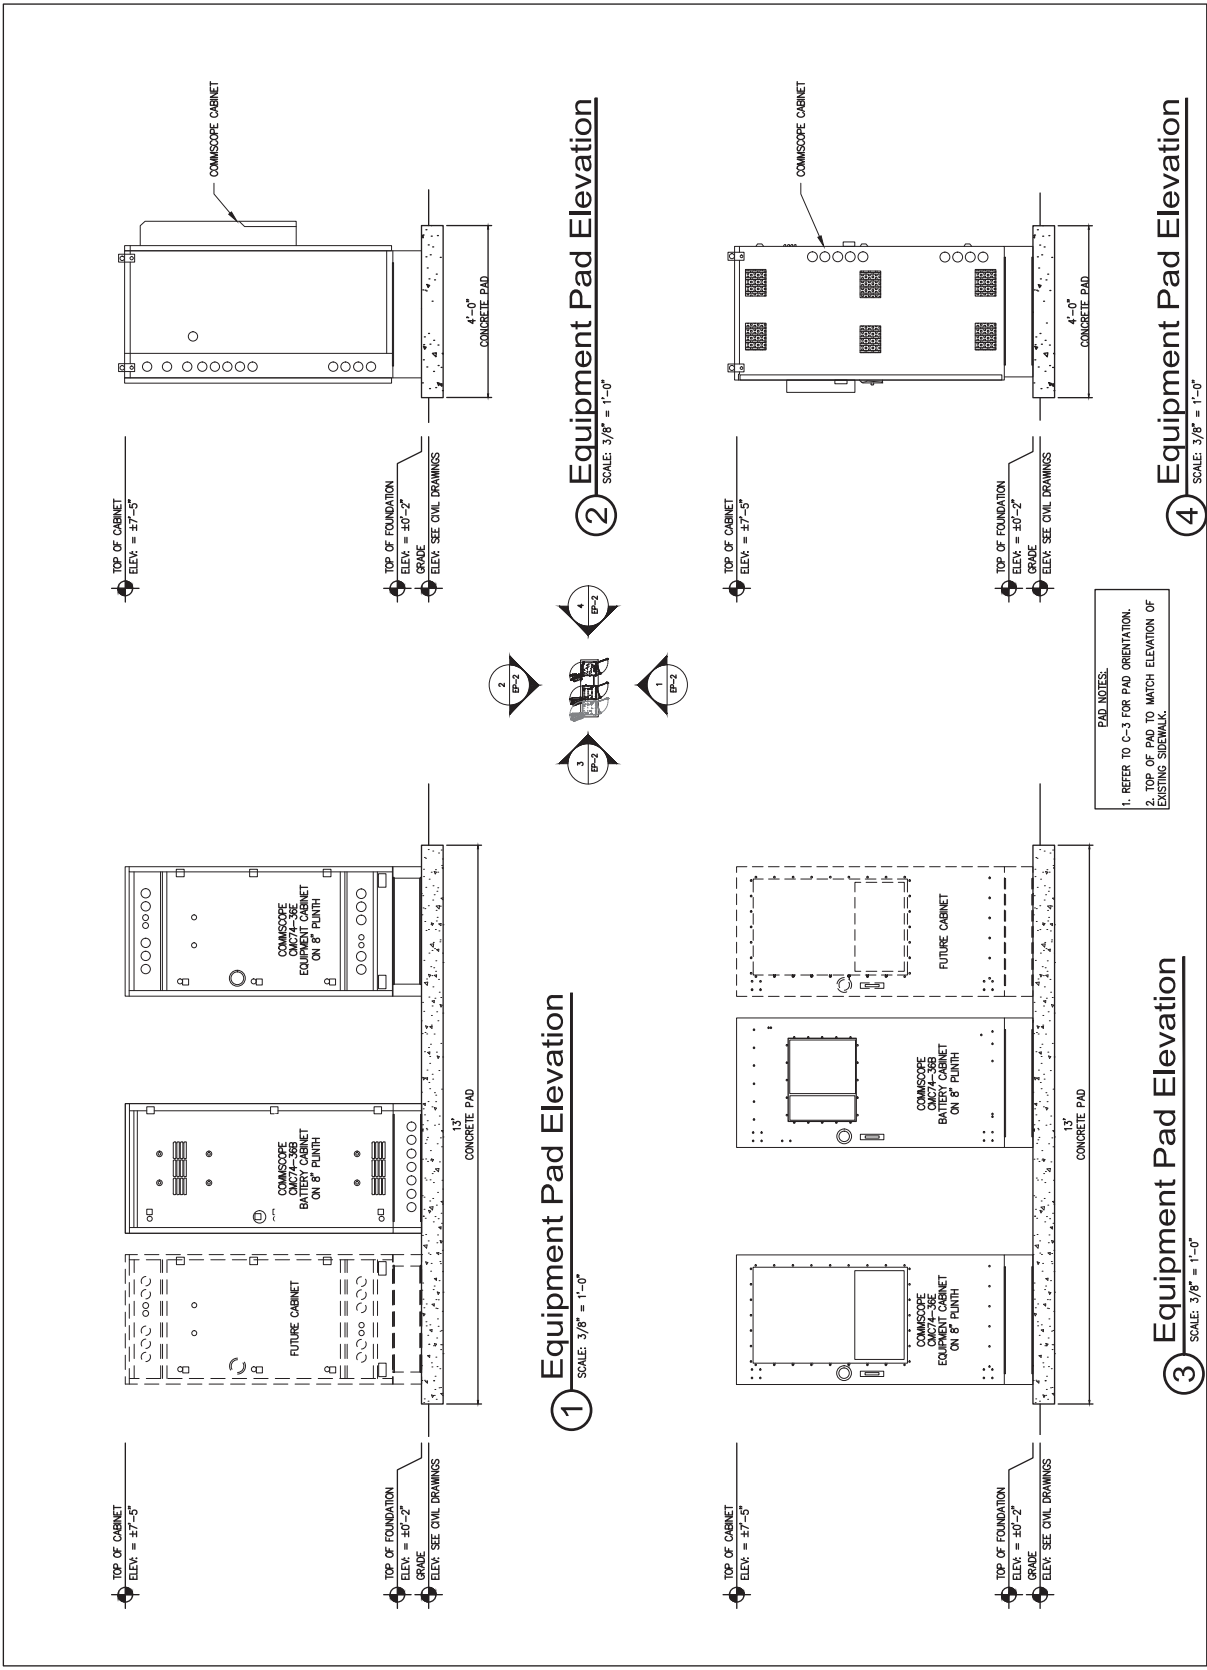 TOP OF CABINET
ELEV: = ±7'-5"
TOP OF FOUNDATION
ELEV: = ±0'-2"
GRADE
ELEV: SEE CIVIL DRAWINGS
FUTURE CABINET
COMMSCOPE
CMC74-36B
BATTERY CABINET
ON 8" PLINTH
COMMSCOPE
CMC74-36E
EQUIPMENT CABINET
ON 8" PLINTH
13'
CONCRETE PAD
1
Equipment Pad Elevation
SCALE: 3/8" = 1'-0"
TOP OF CABINET
ELEV: = ±7'-5"
TOP OF FOUNDATION
ELEV: = ±0'-2"
GRADE
ELEV: SEE CIVIL DRAWINGS
COMMSCOPE CABINET
4'-0"
CONCRETE PAD
2
Equipment Pad Elevation
SCALE: 3/8" = 1'-0"
2
EP-2
3
EP-2
4
EP-2
1
EP-2
TOP OF CABINET
ELEV: = ±7'-5"
TOP OF FOUNDATION
ELEV: = ±0'-2"
GRADE
ELEV: SEE CIVIL DRAWINGS
COMMSCOPE
CMC74-36E
EQUIPMENT CABINET
ON 8" PLINTH
COMMSCOPE
CMC74-36B
BATTERY CABINET
ON 8" PLINTH
FUTURE CABINET
13'
CONCRETE PAD
3
Equipment Pad Elevation
SCALE: 3/8" = 1'-0"
PAD NOTES:
1. REFER TO C-3 FOR PAD ORIENTATION.
2. TOP OF PAD TO MATCH ELEVATION OF
EXISTING SIDEWALK.
TOP OF CABINET
ELEV: = ±7'-5"
TOP OF FOUNDATION
ELEV: = ±0'-2"
GRADE
ELEV: SEE CIVIL DRAWINGS
COMMSCOPE CABINET
4'-0"
CONCRETE PAD
4
Equipment Pad Elevation
SCALE: 3/8" = 1'-0"